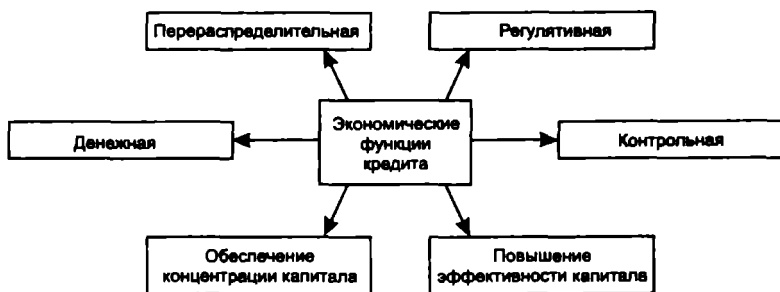 Перераспределительная
Регулятивная
Денежная
Экономические
функции
кредита
Контрольная
Обеспечение
концентрации капитала
Повышение
эффективности капитала